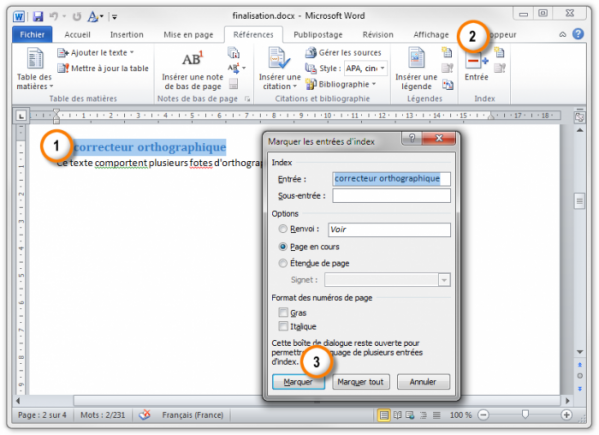 finalisation.docx - Microsoft Word
Fichier Accueil Insertion Mise en page Références Publipostage Révision Affichage 2 oppeur
Table des matières
Ajouter le texte
Mettre à jour la table
Table des matières
AB¹
Insérer une note de bas de page
Notes de bas de page
Insérer une citation
Gérer les sources
Style : APA, cin
Bibliographie
Citations et bibliographie
Insérer une légende
Légendes
Entrée
Index
1 correcteur orthographique
Ce texte comportent plusieurs fotes d'orthogra
Marquer les entrées d'index
Index
Entrée : correcteur orthographique
Sous-entrée :
Options
Renvoi : Voir
Page en cours
Étendue de page
Signet :
Format des numéros de page
Gras
Italique
Cette boîte de dialogue reste ouverte pour
permettre 3 quage de plusieurs entrées
d'index.
Marquer Marquer tout Annuler
Page : 2 sur 4 Mots : 2/231 Français (France) 100 %